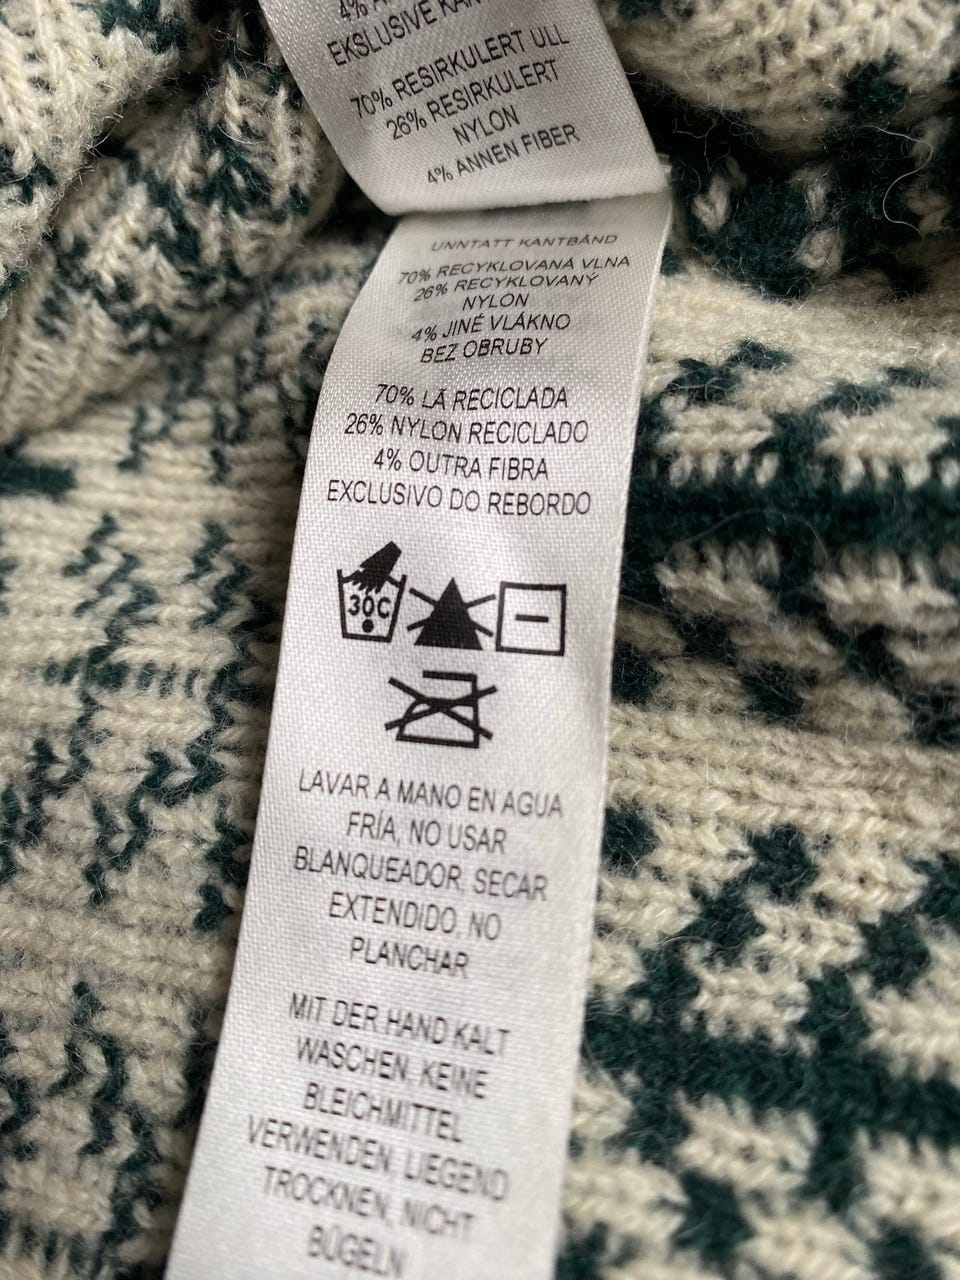 4%
EKSLUSIVE
70% RESIRKULERT ULL
26% RESIRKULERT
NYLON
4% ANNEN FIBER
UNNTATT KANTBÅND
70% RECYKLOVANÁ VLNA
26% RECYKLOVANÝ
NYLON
4% JINÉ VLÁKNO
BEZ OBRUBY
70% LÃ RECICLADA
26% NYLON RECICLADO
4% OUTRA FIBRA
EXCLUSIVO DO REBORDO
30C
LAVAR A MANO EN AGUA
FRÍA, NO USAR
BLANQUEADOR, SECAR
EXTENDIDO, NO
PLANCHAR
MIT DER HAND KALT
WASCHEN, KEINE
BLEICHMITTEL
VERWENDEN, LIEGEND
TROCKNEN, NICHT
BÜGELN